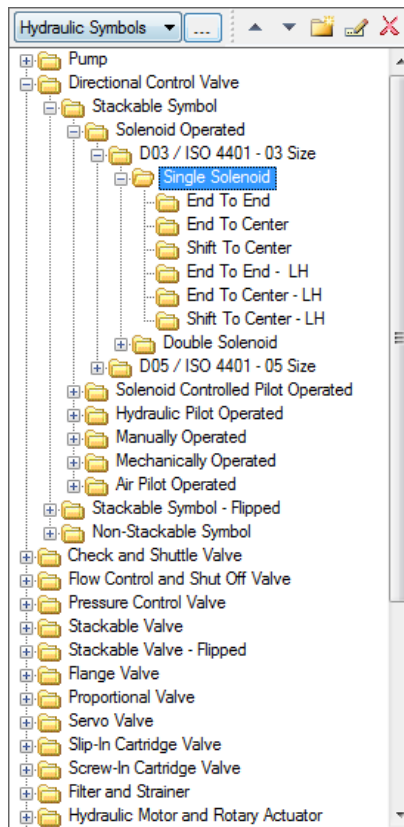 Hydraulic Symbols ...
Pump
Directional Control Valve
Stackable Symbol
Solenoid Operated
D03 / ISO 4401 - 03 Size
Single Solenoid
End To End
End To Center
Shift To Center
End To End -  LH
End To Center - LH
Shift To Center - LH
Double Solenoid
D05 / ISO 4401 - 05 Size
Solenoid Controlled Pilot Operated
Hydraulic Pilot Operated
Manually Operated
Mechanically Operated
Air Pilot Operated
Stackable Symbol - Flipped
Non-Stackable Symbol
Check and Shuttle Valve
Flow Control and Shut Off Valve
Pressure Control Valve
Stackable Valve
Stackable Valve - Flipped
Flange Valve
Proportional Valve
Servo Valve
Slip-In Cartridge Valve
Screw-In Cartridge Valve
Filter and Strainer
Hydraulic Motor and Rotary Actuator